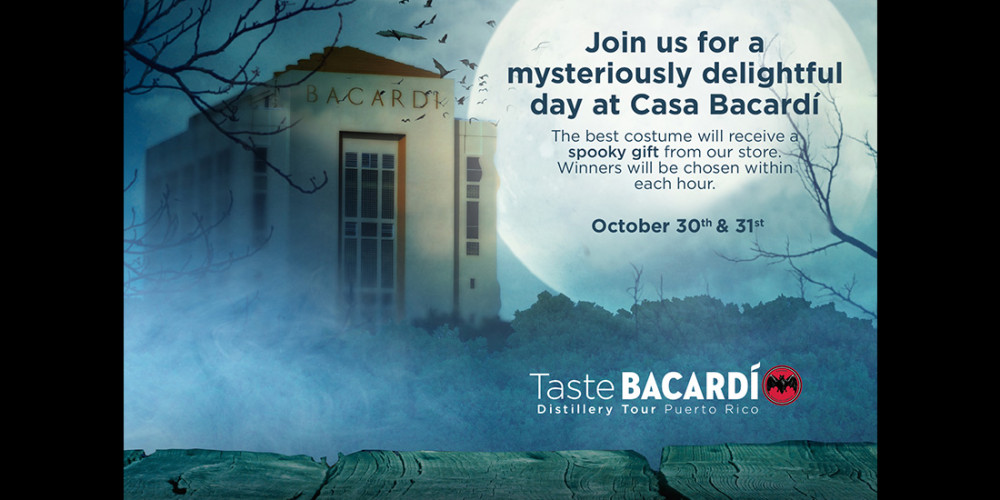 BACARDI
Join us for a
mysteriously delightful
day at Casa Bacardí
The best costume will receive a
spooky gift from our store.
Winners will be chosen within
each hour.
October 30th & 31st
Taste BACARDÍ
Distillery Tour Puerto Rico